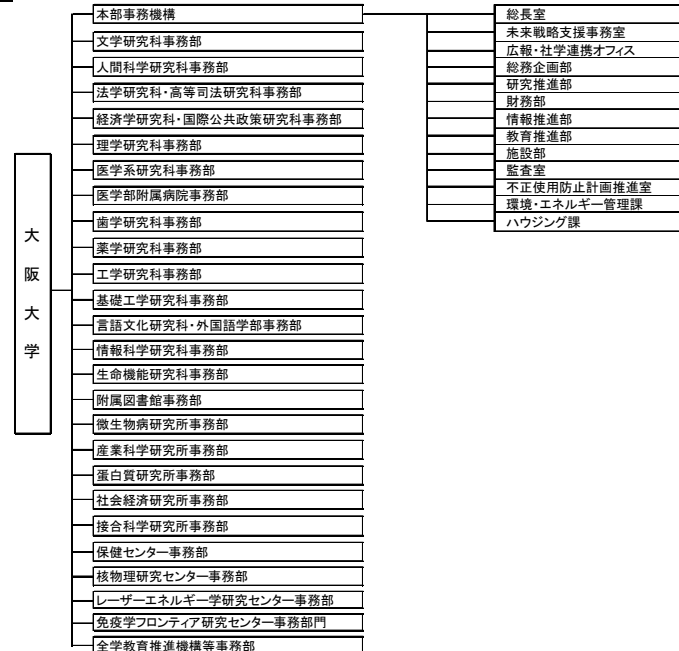 大阪大学
本部事務機構
文学研究科事務部
人間科学研究科事務部
法学研究科・高等司法研究科事務部
経済学研究科・国際公共政策研究科事務部
理学研究科事務部
医学系研究科事務部
医学部附属病院事務部
歯学研究科事務部
薬学研究科事務部
工学研究科事務部
基礎工学研究科事務部
言語文化研究科・外国語学部事務部
情報科学研究科事務部
生命機能研究科事務部
附属図書館事務部
微生物病研究所事務部
産業科学研究所事務部
蛋白質研究所事務部
社会経済研究所事務部
接合科学研究所事務部
保健センター事務部
核物理研究センター事務部
レーザーエネルギー学研究センター事務部
免疫学フロンティア研究センター事務部門
全学教育推進機構等事務部
総長室
未来戦略支援事務室
広報・社学連携オフィス
総務企画部
研究推進部
財務部
情報推進部
教育推進部
施設部
監査室
不正使用防止計画推進室
環境・エネルギー管理課
ハウジング課